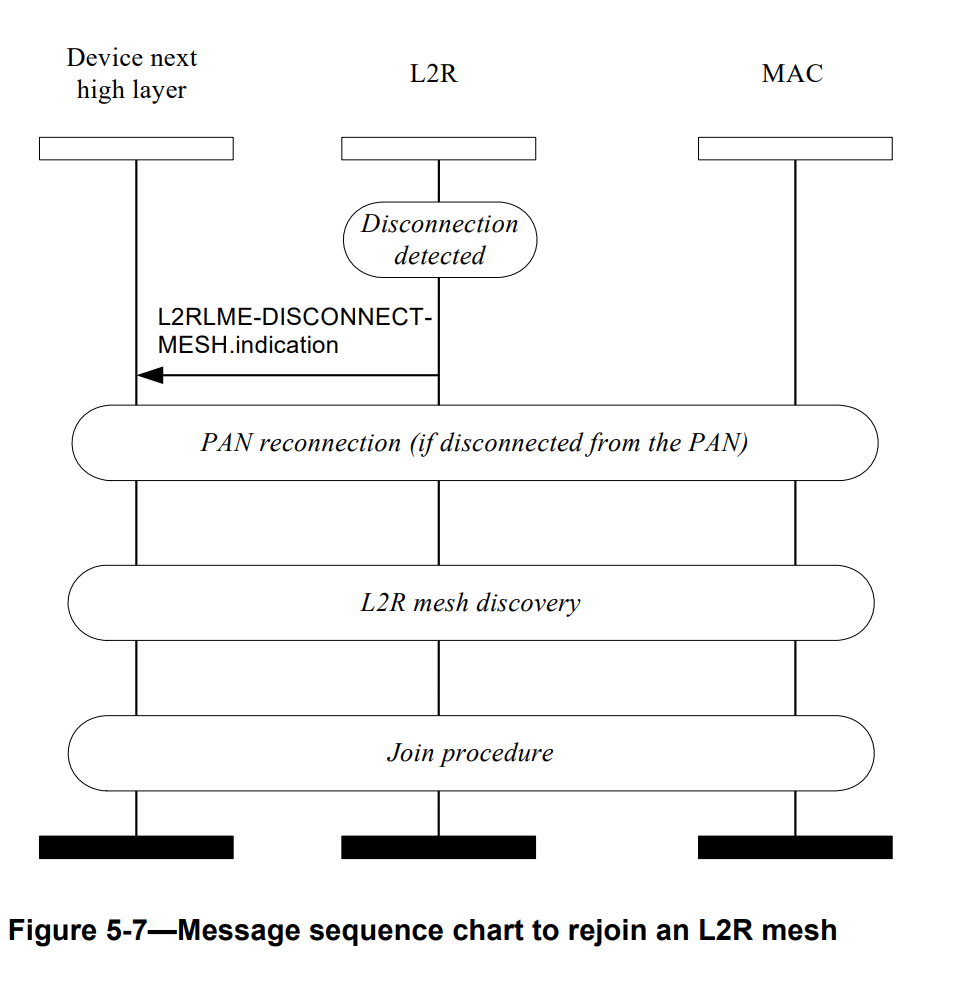 Device next
high layer
L2R
MAC
Disconnection
detected
L2RLME-DISCONNECT-
MESH.indication
PAN reconnection (if disconnected from the PAN)
L2R mesh discovery
Join procedure
Figure 5-7—Message sequence chart to rejoin an L2R mesh